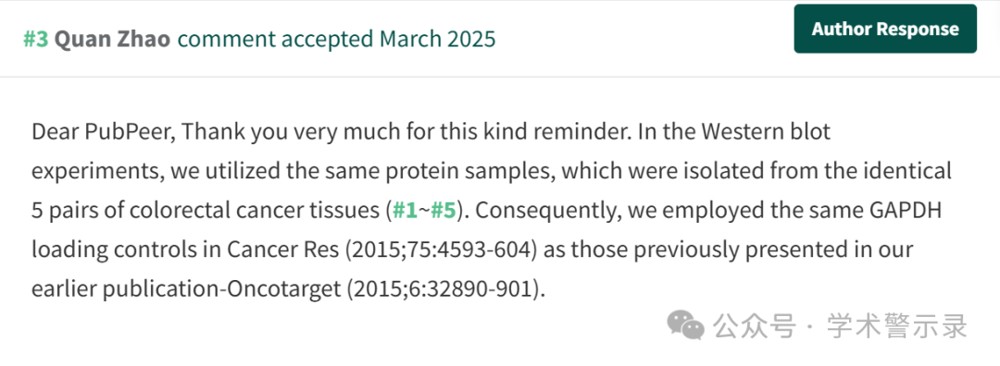 #3 Quan Zhao comment accepted March 2025
Author Response
Dear PubPeer, Thank you very much for this kind reminder. In the Western blot
experiments, we utilized the same protein samples, which were isolated from the identical
5 pairs of colorectal cancer tissues (#1~#5). Consequently, we employed the same GAPDH
loading controls in Cancer Res (2015;75:4593-604) as those previously presented in our
earlier publication-Oncotarget (2015;6:32890-901).
公众号 · 学术警示录